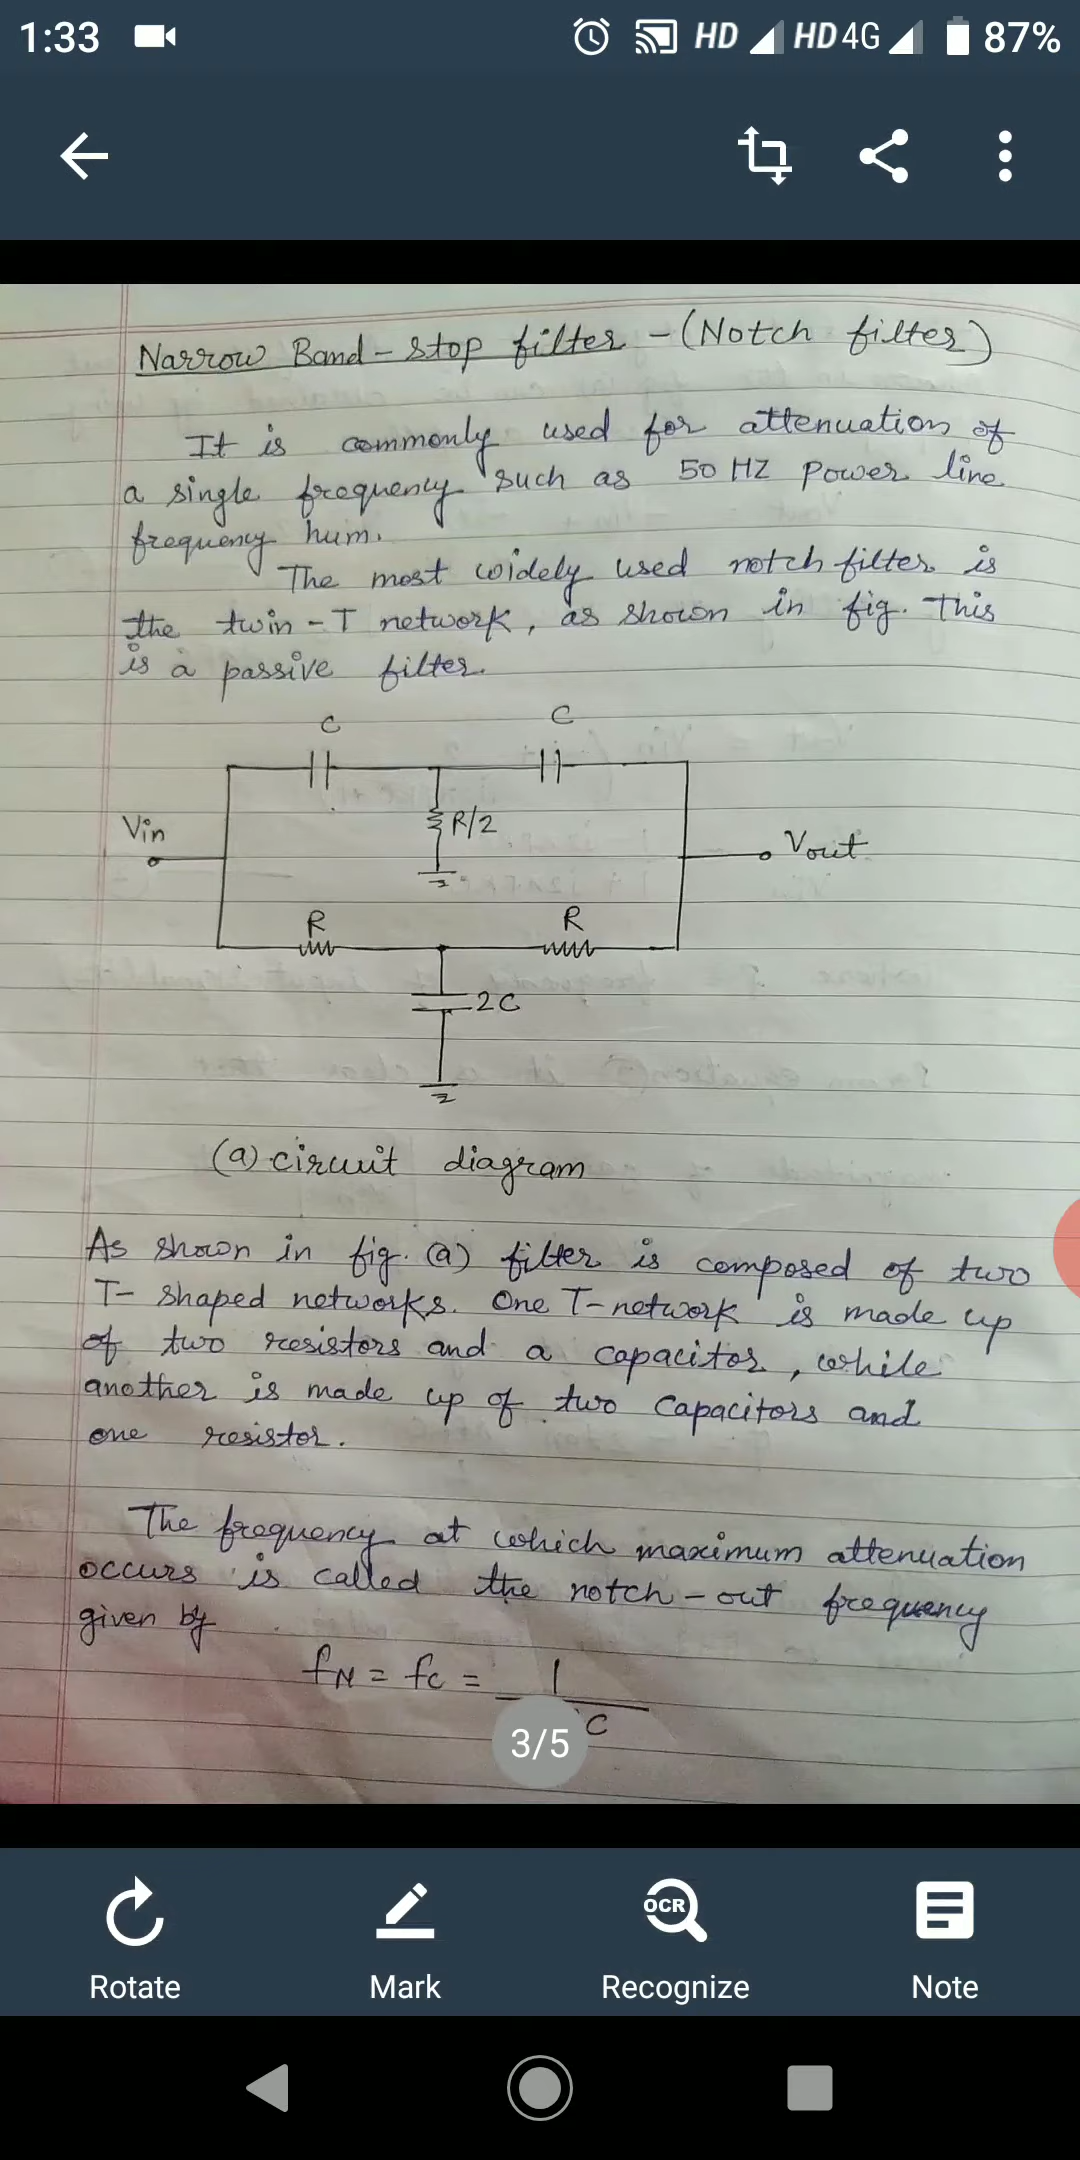 1:33 HD HD 4G 87%
Narrow Band-stop filter - (Notch filter)
It is commonly used for attenuation of
a single frequency such as 50 HZ power line
frequency hum.
The most widely used notch filter is
the twin-T network, as shown in fig. This
is a passive filter.
C C
Vin R/2 Vout
R R
2C
(a) circuit diagram
As shown in fig. (a) filter is composed of two
T- shaped networks. One T-network is made up
of two resistors and a capacitor, while
another is made up of two capacitors and
one resistor.
The frequency at which maximum attenuation
occurs is called the notch-out frequency
given by
fN = fc = 1
C
3/5
OCR
Rotate Mark Recognize Note